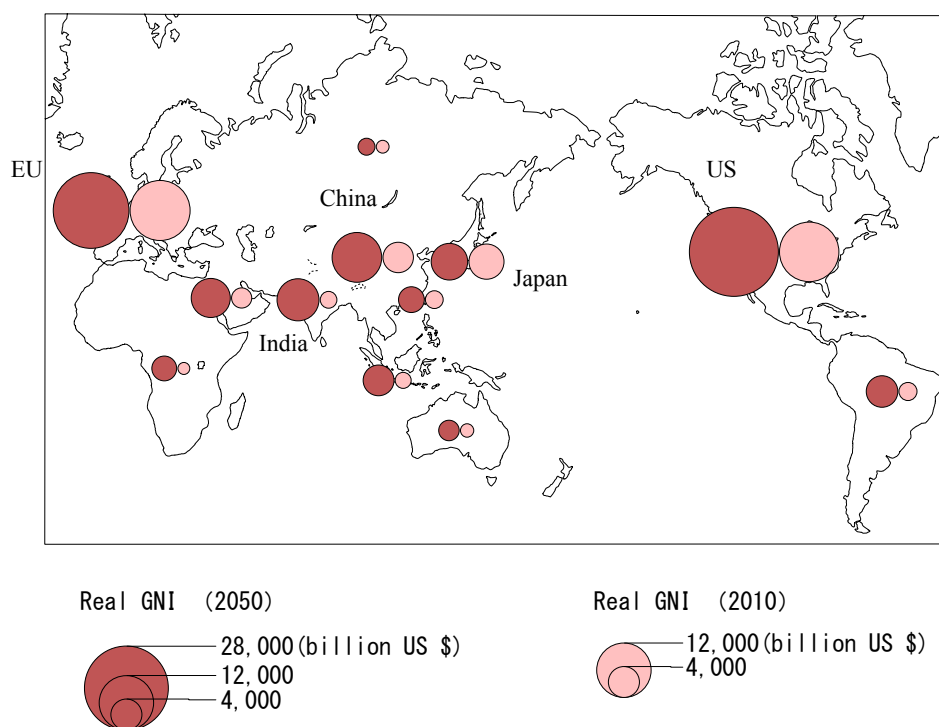 EU
US
China
Japan
India
Real GNI (2050)
28,000(billion US $)
12,000
4,000
Real GNI (2010)
12,000(billion US $)
4,000